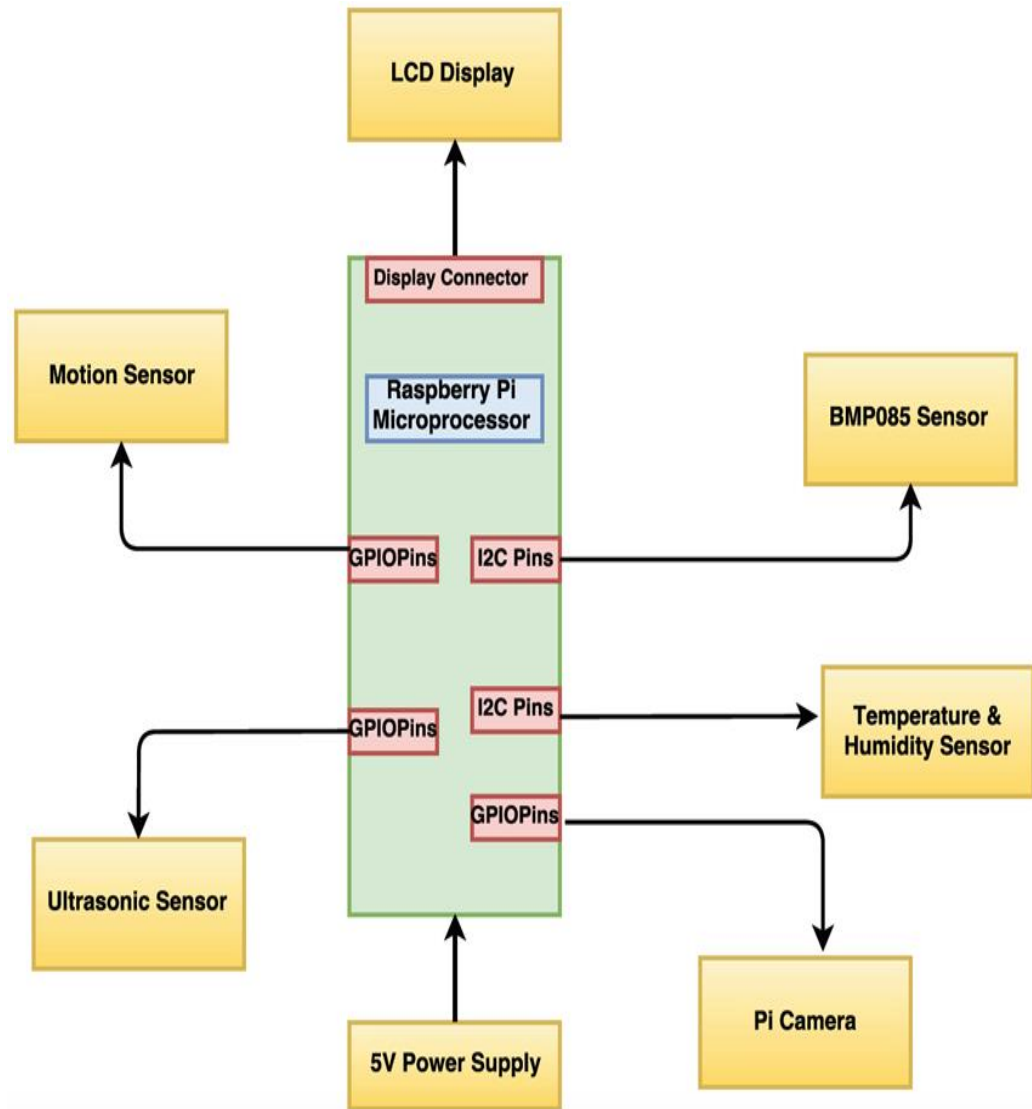 LCD Display
Display Connector
Raspberry Pi
Microprocessor
Motion Sensor
BMP085 Sensor
GPIOPins
I2C Pins
GPIOPins
I2C Pins
Temperature &
Humidity Sensor
GPIOPins
Ultrasonic Sensor
Pi Camera
5V Power Supply